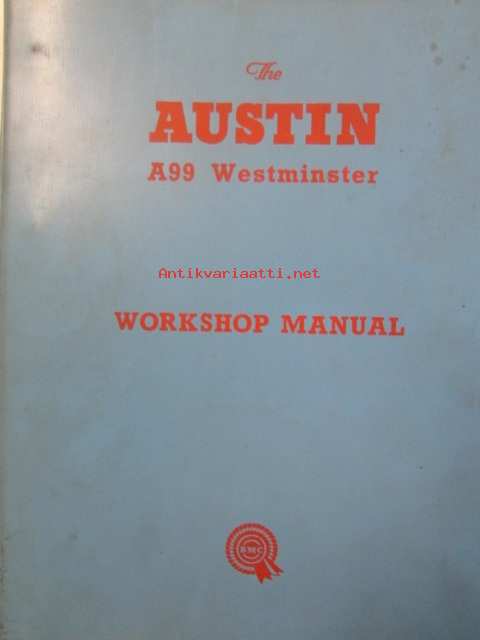 The
AUSTIN
A99 Westminster
Antikvariaatti.net
WORKSHOP MANUAL
BMC